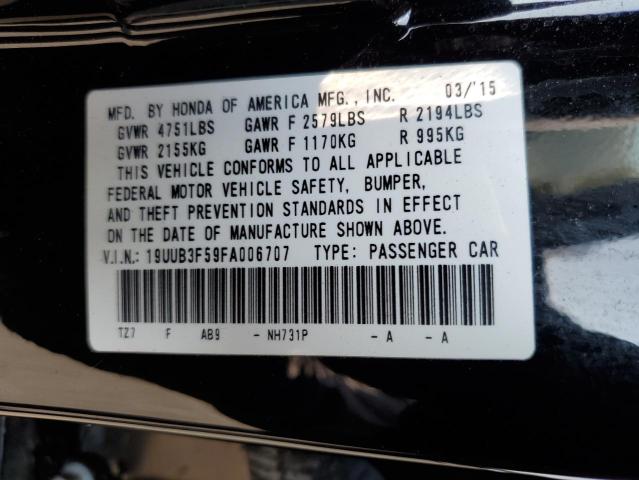 MFD. BY HONDA OF AMERICA MFG., INC. 03/'15
GVWR 4751LBS GAWR F 2579LBS R 2194LBS
GVWR 2155KG GAWR F 1170KG R 995KG
THIS VEHICLE CONFORMS TO ALL APPLICABLE
FEDERAL MOTOR VEHICLE SAFETY, BUMPER,
AND THEFT PREVENTION STANDARDS IN EFFECT
ON THE DATE OF MANUFACTURE SHOWN ABOVE.
V.I.N.: 19UUB3F59FA006707 TYPE: PASSENGER CAR
TZ7 F AB9 - NH731P - A - A